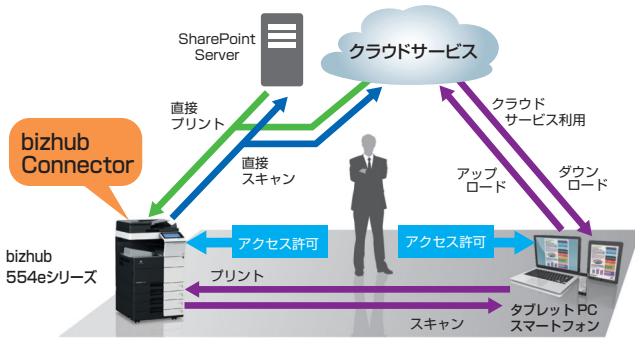 SharePoint
Server
クラウドサービス
直接
プリント
クラウド
サービス利用
bizhub
Connector
直接
スキャン
アップ
ロード
ダウン
ロード
アクセス許可
アクセス許可
bizhub
554eシリーズ
プリント
スキャン
タブレットPC
スマートフォン